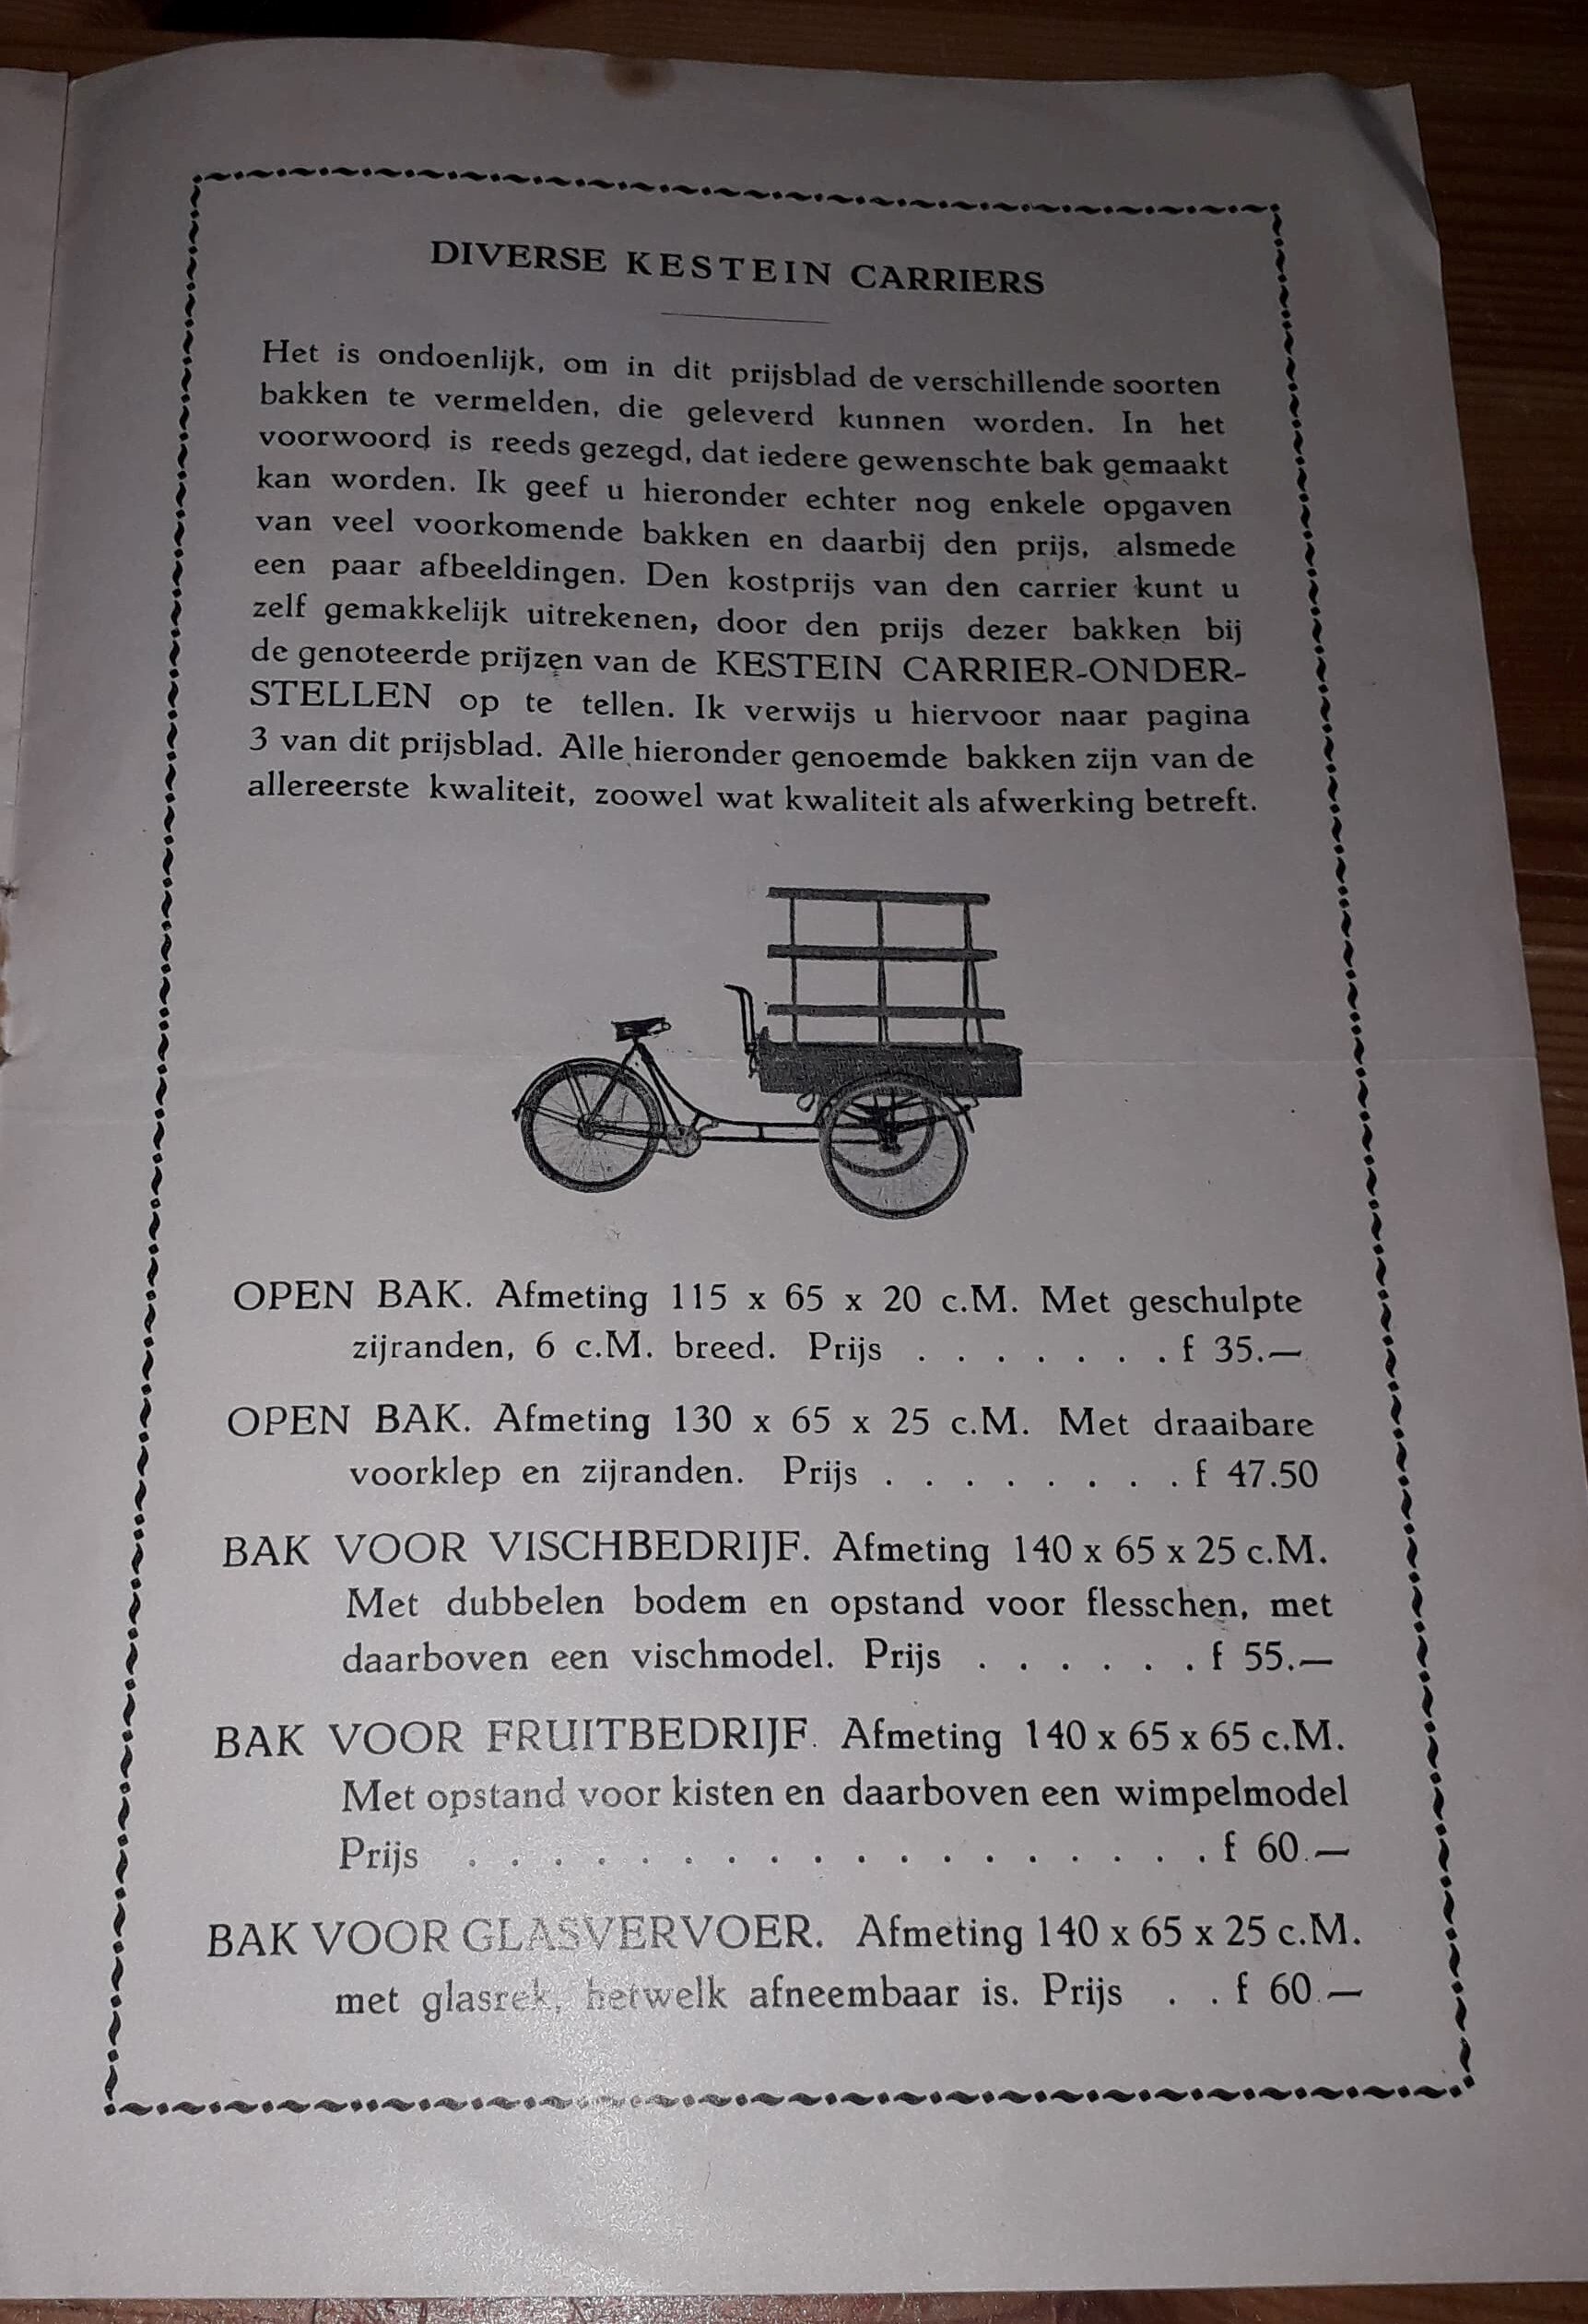 DIVERSE KESTEIN CARRIERS
Het is ondoenlijk, om in dit prijsblad de verschillende soorten
bakken te vermelden, die geleverd kunnen worden. In het
voorwoord is reeds gezegd, dat iedere gewenschte bak gemaakt
kan worden. Ik geef u hieronder echter nog enkele opgaven
van veel voorkomende bakken en daarbij den prijs, alsmede
een paar afbeeldingen. Den kostprijs van den carrier kunt u
zelf gemakkelijk uitrekenen, door den prijs dezer bakken bij
de genoteerde prijzen van de KESTEIN CARRIER-ONDER-
STELLEN op te tellen. Ik verwijs u hiervoor naar pagina
3 van dit prijsblad. Alle hieronder genoemde bakken zijn van de
allereerste kwaliteit, zoowel wat kwaliteit als afwerking betreft.
OPEN BAK. Afmeting 115 x 65 x 20 c.M. Met geschulpte
zijranden, 6 c.M. breed. Prijs . . . . . . . f 35.—
OPEN BAK. Afmeting 130 x 65 x 25 c.M. Met draaibare
voorklep en zijranden. Prijs . . . . . . . . f 47.50
BAK VOOR VISCHBEDRIJF. Afmeting 140 x 65 x 25 c.M.
Met dubbelen bodem en opstand voor flesschen, met
daarboven een vischmodel. Prijs . . . . . . f 55.—
BAK VOOR FRUITBEDRIJF. Afmeting 140 x 65 x 65 c.M.
Met opstand voor kisten en daarboven een wimpelmodel
Prijs . . . . . . . . . . . . . . . . . . f 60.—
BAK VOOR GLASVERVOER. Afmeting 140 x 65 x 25 c.M.
met glasrek, hetwelk afneembaar is. Prijs . . f 60.—